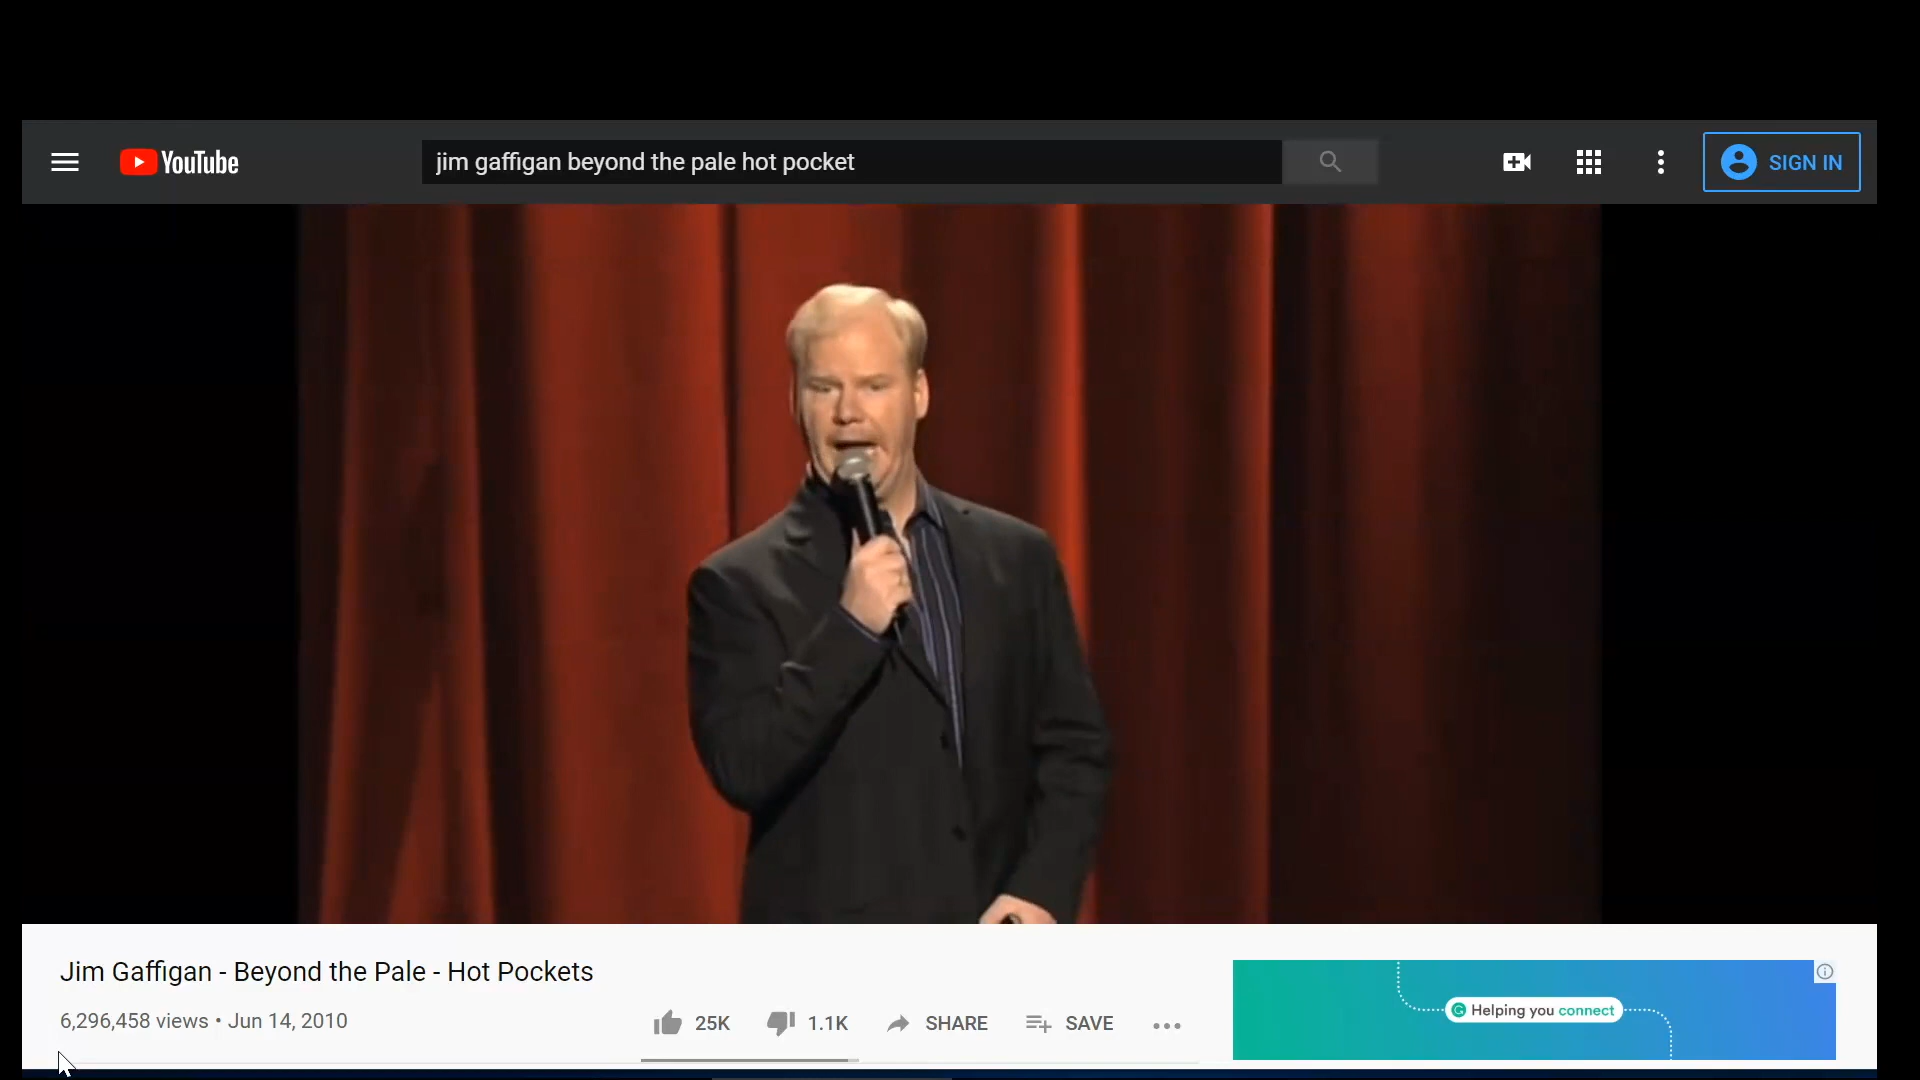 YouTube
jim gaffigan beyond the pale hot pocket
SIGN IN
Jim Gaffigan - Beyond the Pale - Hot Pockets
6,296,458 views • Jun 14, 2010
25K
1.1K
SHARE
SAVE
Helping you connect